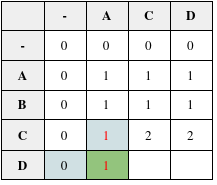 - A C D
- 0 0 0 0
A 0 1 1 1
B 0 1 1 1
C 0 1 2 2
D 0 1